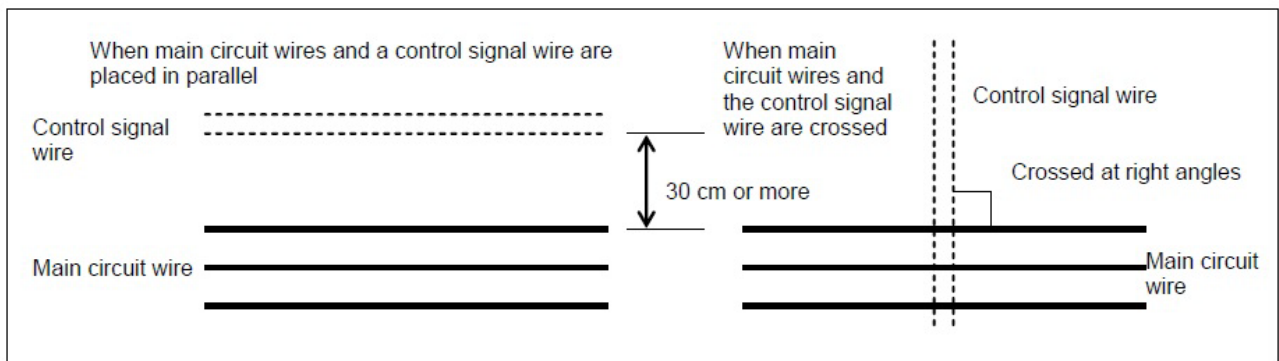 When main circuit wires and a control signal wire are
placed in parallel
Control signal
wire
30 cm or more
Main circuit wire
When main
circuit wires and
the control signal
wire are crossed
Control signal wire
Crossed at right angles
Main circuit
wire